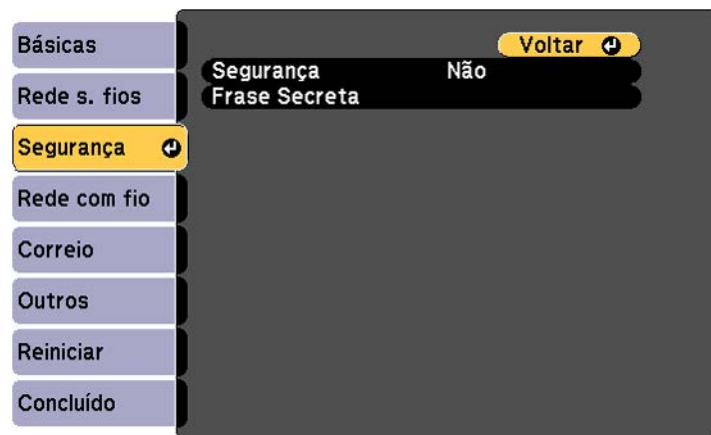 Básicas
Rede s. fios
Segurança
Rede com fio
Correio
Outros
Reiniciar
Concluído
Voltar
Segurança Não
Frase Secreta